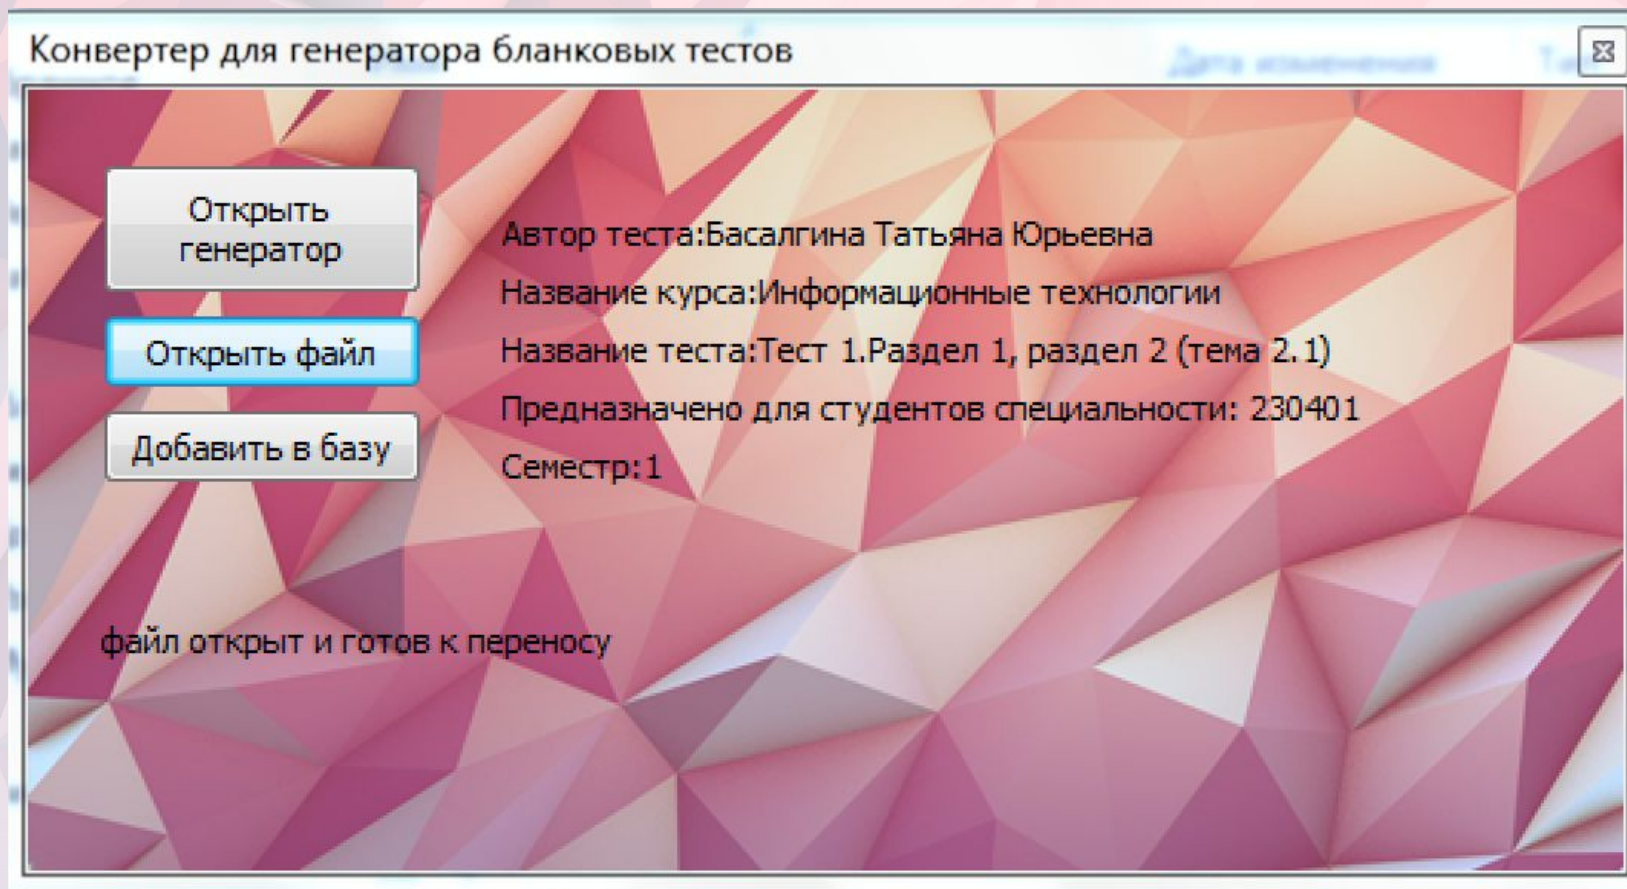 Конвертер для генератора бланковых тестов
Дата изменения
Открыть
генератор
Открыть файл
Добавить в базу
Автор теста:Басалгина Татьяна Юрьевна
Название курса:Информационные технологии
Название теста:Тест 1.Раздел 1, раздел 2 (тема 2.1)
Предназначено для студентов специальности: 230401
Семестр:1
файл открыт и готов к переносу